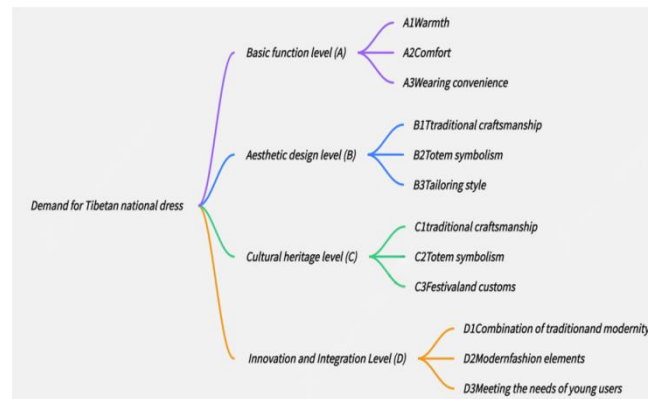 Demand for Tibetan national dress
Basic function level (A)
A1Warmth
A2Comfort
A3Wearing convenience
Aesthetic design level (B)
B1Ttraditional craftsmanship
B2Totem symbolism
B3Tailoring style
Cultural heritage level (C)
C1traditional craftsmanship
C2Totem symbolism
C3Festivaland customs
Innovation and Integration Level (D)
D1Combination of traditionand modernity
D2Modernfashion elements
D3Meeting the needs of young users